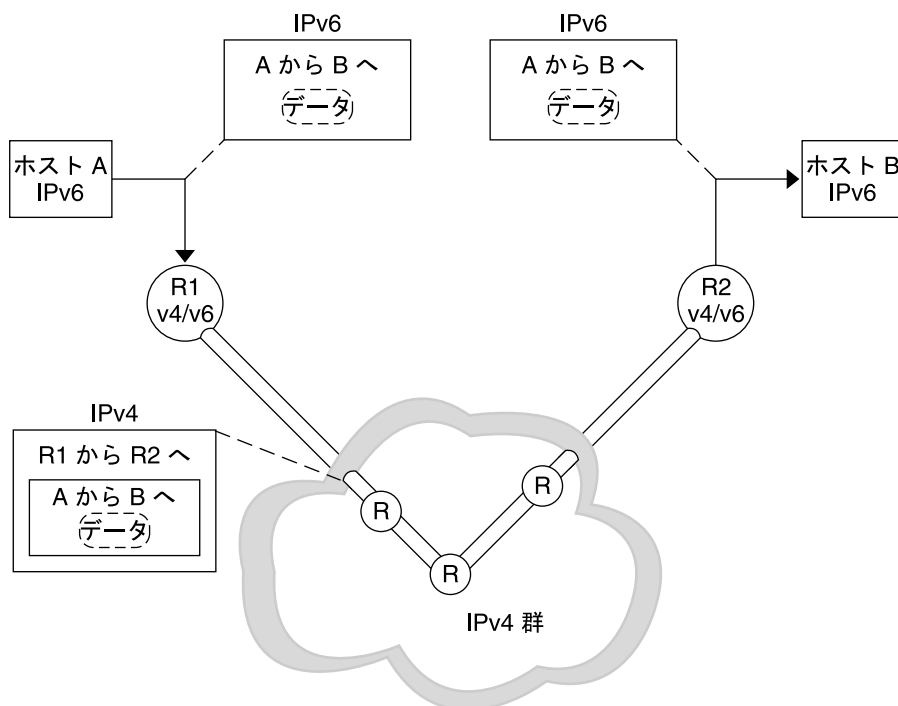 IPv6
A から B へ
データ
IPv6
A から B へ
データ
ホスト A
IPv6
ホスト B
IPv6
R1
v4/v6
R2
v4/v6
IPv4
R1 から R2 へ
A から B へ
データ
R
R
R
IPv4 群